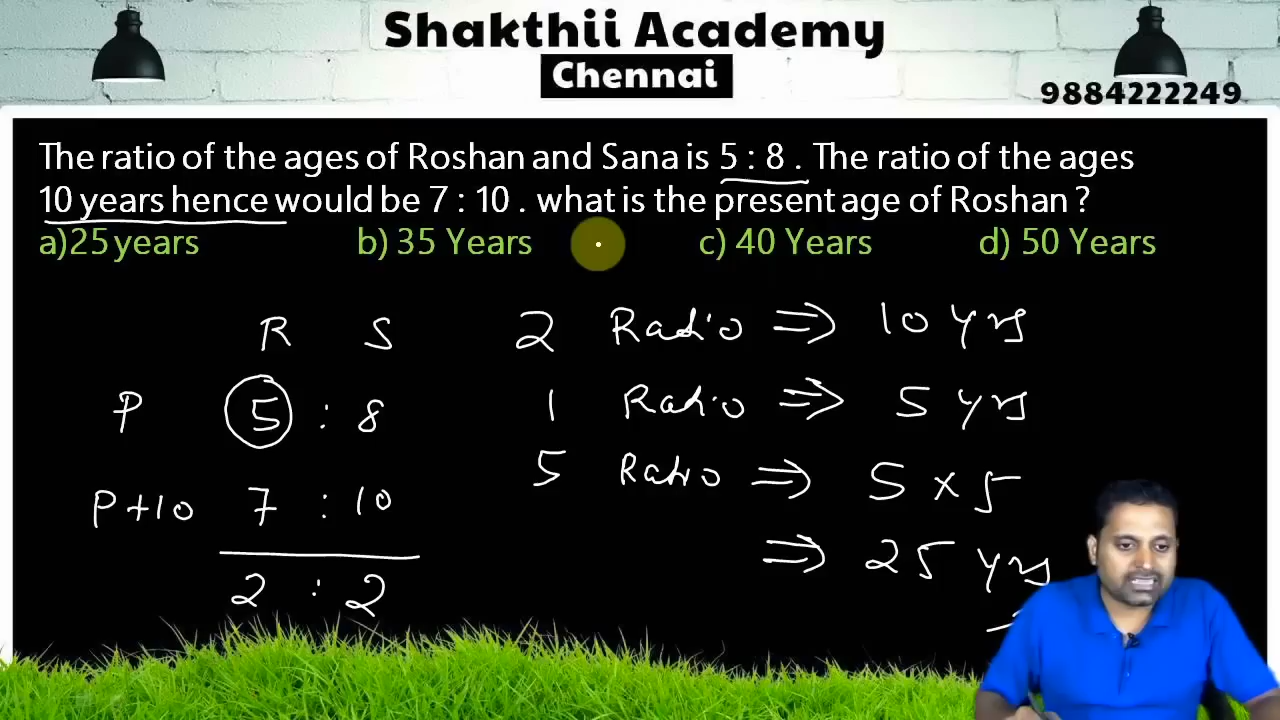 Shakthii Academy
Chennai
9884222249
The ratio of the ages of Roshan and Sana is 5 : 8 . The ratio of the ages
10 years hence would be 7 : 10 . what is the present age of Roshan ?
a)25 years b) 35 Years c) 40 Years d) 50 Years
R S
P 5 : 8
P+10 7 : 10
2 : 2
2 Ratio ⇒ 10 yrs
1 Ratio ⇒ 5 yrs
5 Ratio ⇒ 5 × 5
⇒ 25 yrs